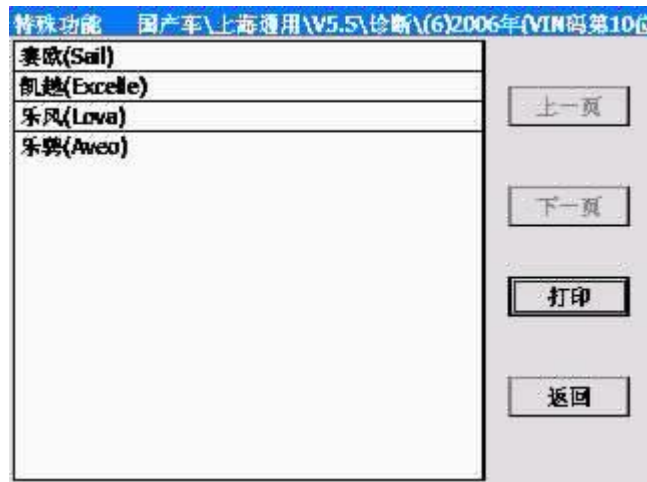 特殊功能 国产车\上海通用\V5.5\诊断\(6)2006年(VIN码第10位
赛欧(Sail)
凯越(Excelle)
乐风(Lova)
乐骋(Aveo)
上一页
下一页
打印
返回